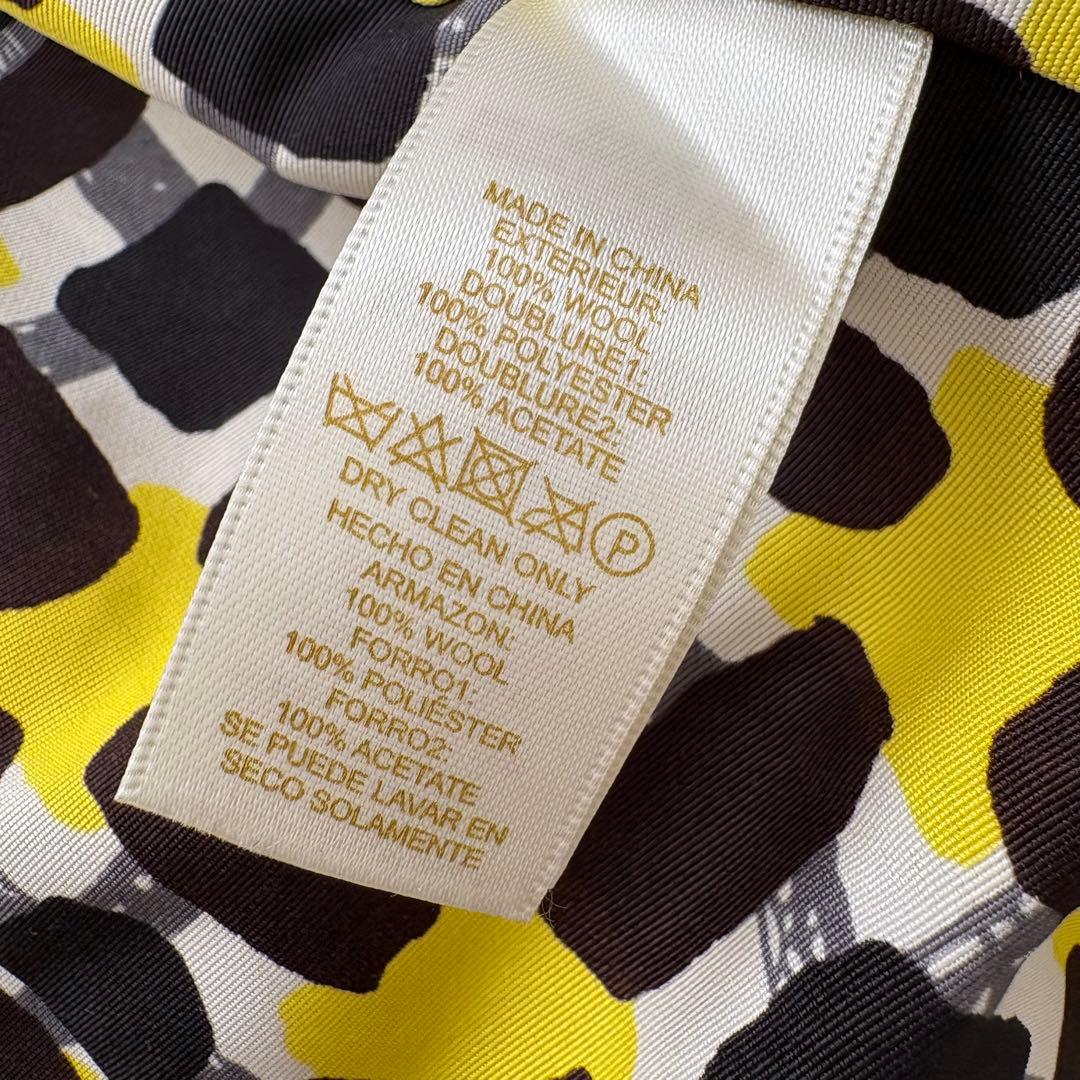 MADE IN CHINA
EXTERIEUR:
100% WOOL
DOUBLURE1:
100% POLYESTER
DOUBLURE2:
100% ACETATE
P
DRY CLEAN ONLY
HECHO EN CHINA
ARMAZON:
100% WOOL
FORRO1:
100% POLIÉSTER
FORRO2:
100% ACETATE
SE PUEDE LAVAR EN
SECO SOLAMENTE